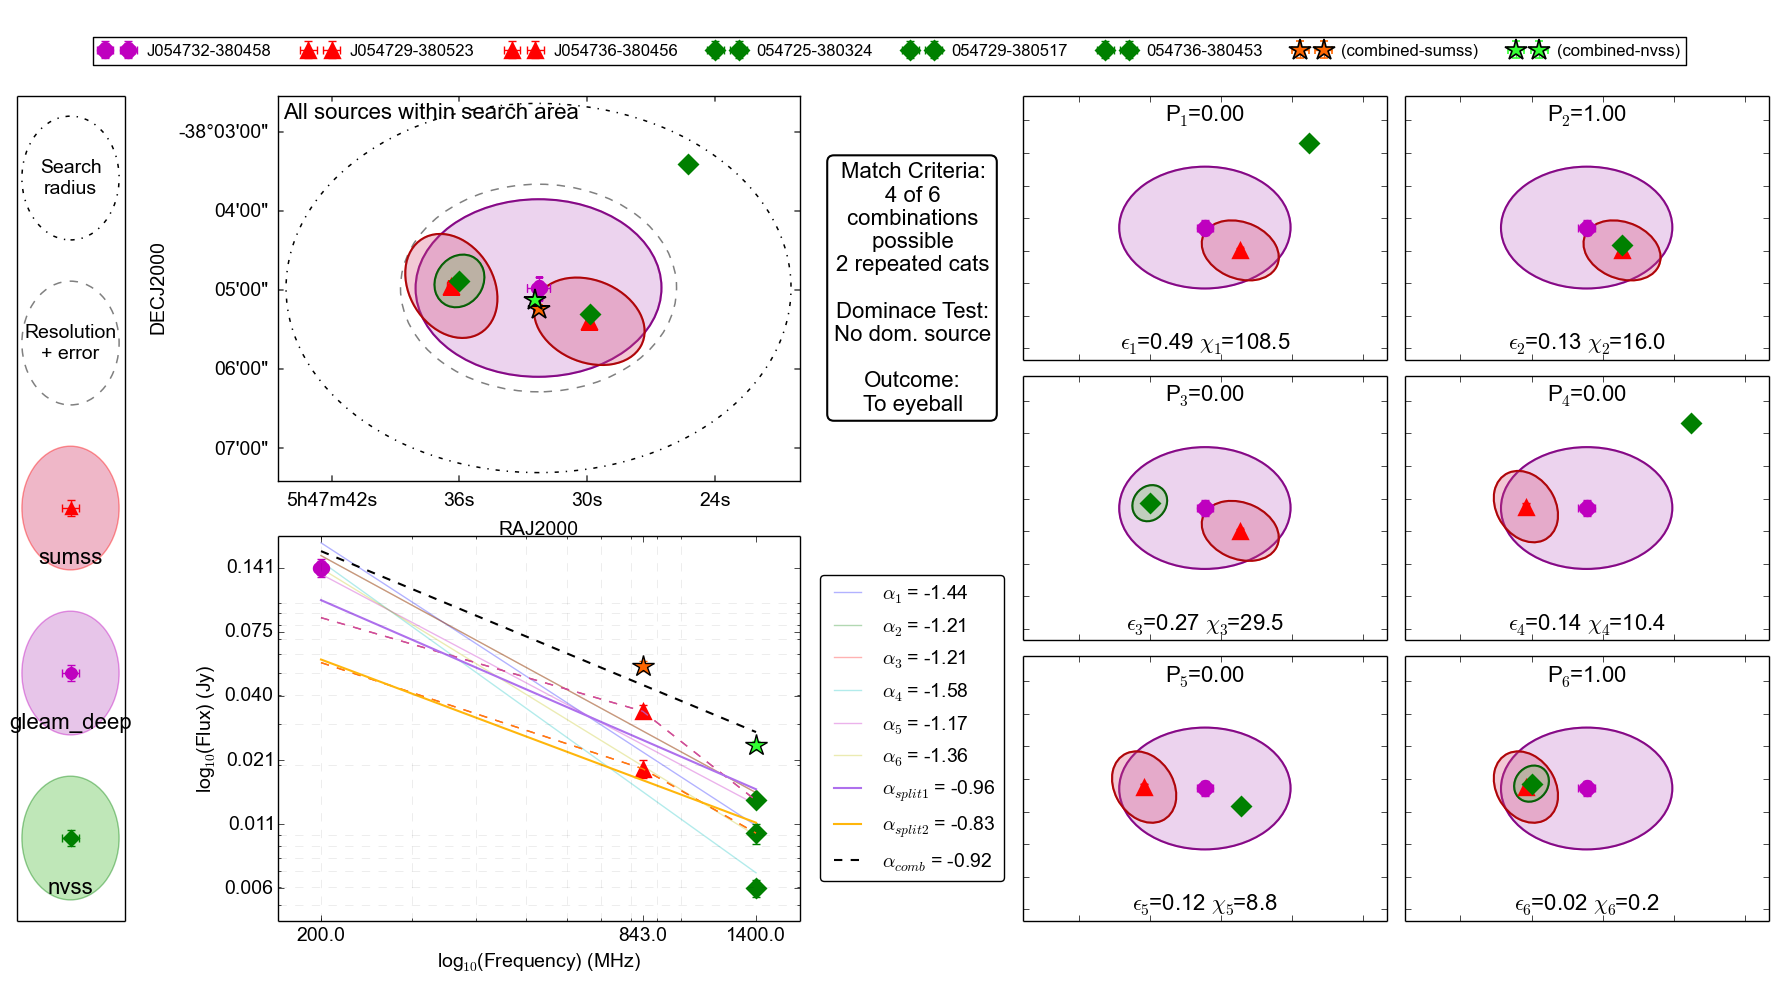 J054732-380458 J054729-380523 J054736-380456 054725-380324 054729-380517 054736-380453 (combined-sumss) (combined-nvss)
Search
radius
Resolution
+ error
sumss
gleam_deep
nvss
All sources within search area
DECJ2000
-38°03'00"
04'00"
05'00"
06'00"
07'00"
5h47m42s 36s 30s 24s
RAJ2000
Match Criteria:
4 of 6
combinations
possible
2 repeated cats
Dominace Test:
No dom. source
Outcome:
To eyeball
log10(Flux) (Jy)
0.141
0.075
0.040
0.021
0.011
0.006
200.0 843.0 1400.0
log10(Frequency) (MHz)
α1 = -1.44
α2 = -1.21
α3 = -1.21
α4 = -1.58
α5 = -1.17
α6 = -1.36
αsplit1 = -0.96
αsplit2 = -0.83
αcomb = -0.92
P1=0.00
ϵ1=0.49 χ1=108.5
P2=1.00
ϵ2=0.13 χ2=16.0
P3=0.00
ϵ3=0.27 χ3=29.5
P4=0.00
ϵ4=0.14 χ4=10.4
P5=0.00
ϵ5=0.12 χ5=8.8
P6=1.00
ϵ6=0.02 χ6=0.2